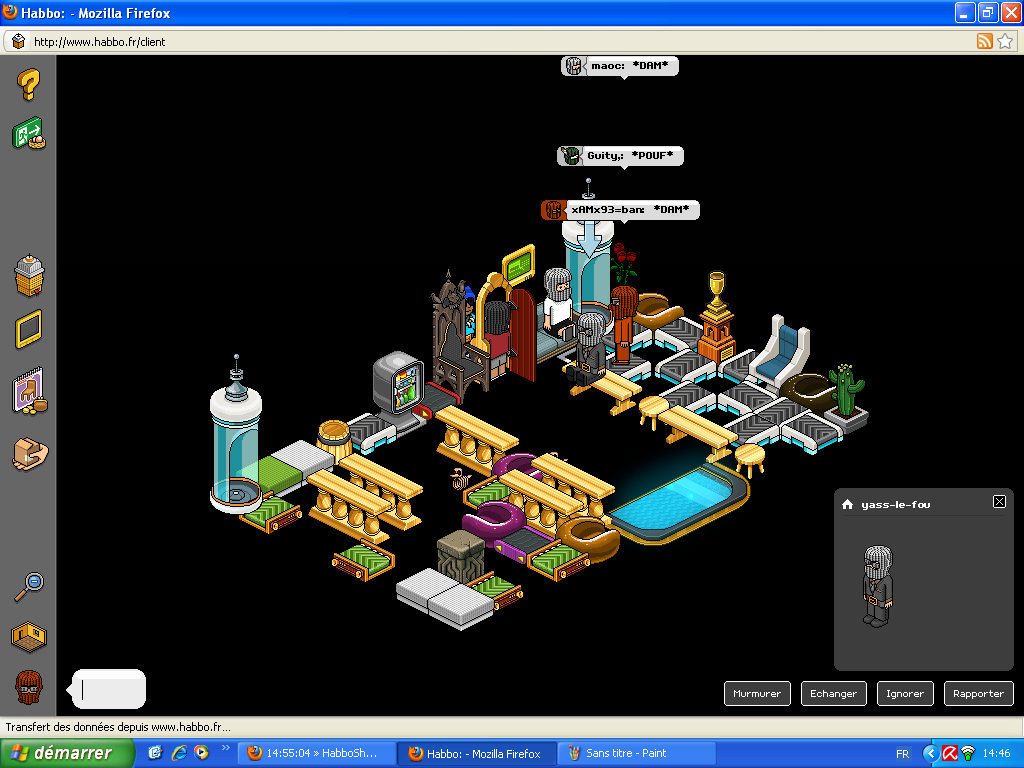 Habbo: - Mozilla Firefox
http://www.habbo.fr/client
maoc: *DAM*
Guity,: *POUF*
xAMx93=ban: *DAM*
yass-le-fou
Murmurer Echanger Ignorer Rapporter
Transfert des données depuis www.habbo.fr...
démarrer 14:55:04 » HabboSh... Habbo: - Mozilla Firefox Sans titre - Paint FR 14:46